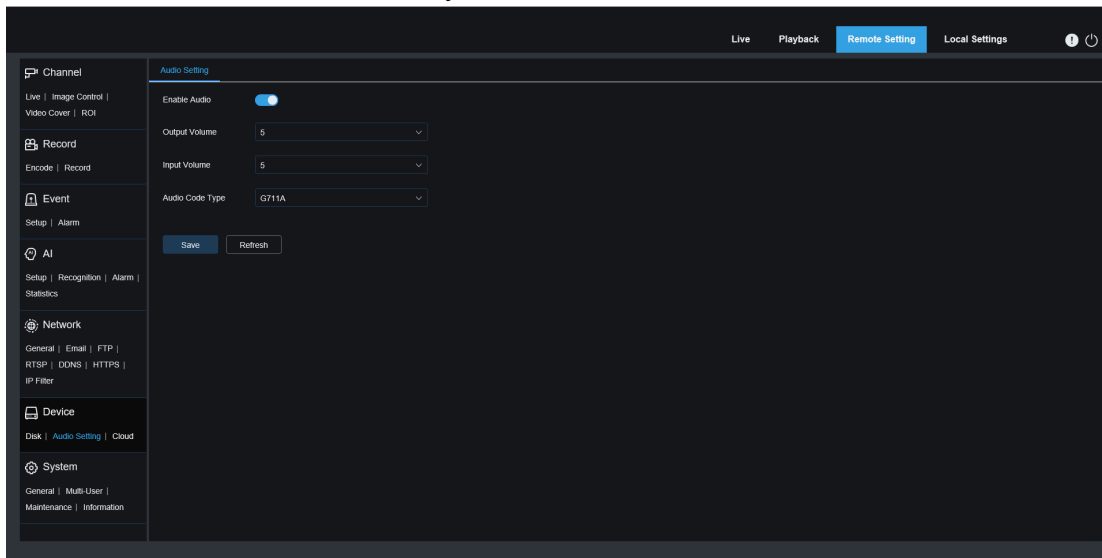 Live Playback Remote Setting Local Settings
Channel
Live | Image Control |
Video Cover | ROI
Record
Encode | Record
Event
Setup | Alarm
AI
Setup | Recognition | Alarm |
Statistics
Network
General | Email | FTP |
RTSP | DDNS | HTTPS |
IP Filter
Device
Disk | Audio Setting | Cloud
System
General | Multi-User |
Maintenance | Information
Audio Setting
Enable Audio
Output Volume 5
Input Volume 5
Audio Code Type G711A
Save Refresh